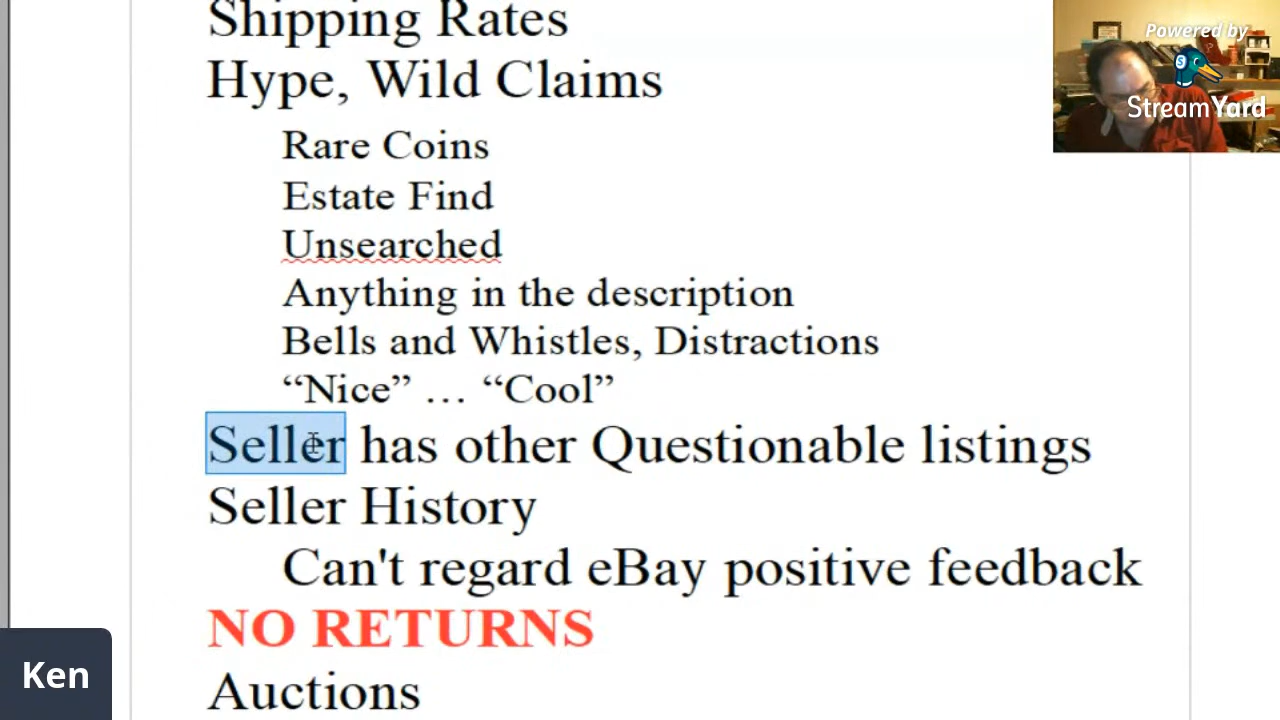 Shipping Rates
Hype, Wild Claims
Rare Coins
Estate Find
Unsearched
Anything in the description
Bells and Whistles, Distractions
“Nice” … “Cool”
Seller has other Questionable listings
Seller History
Can't regard eBay positive feedback
NO RETURNS
Auctions
Ken
Powered by
StreamYard